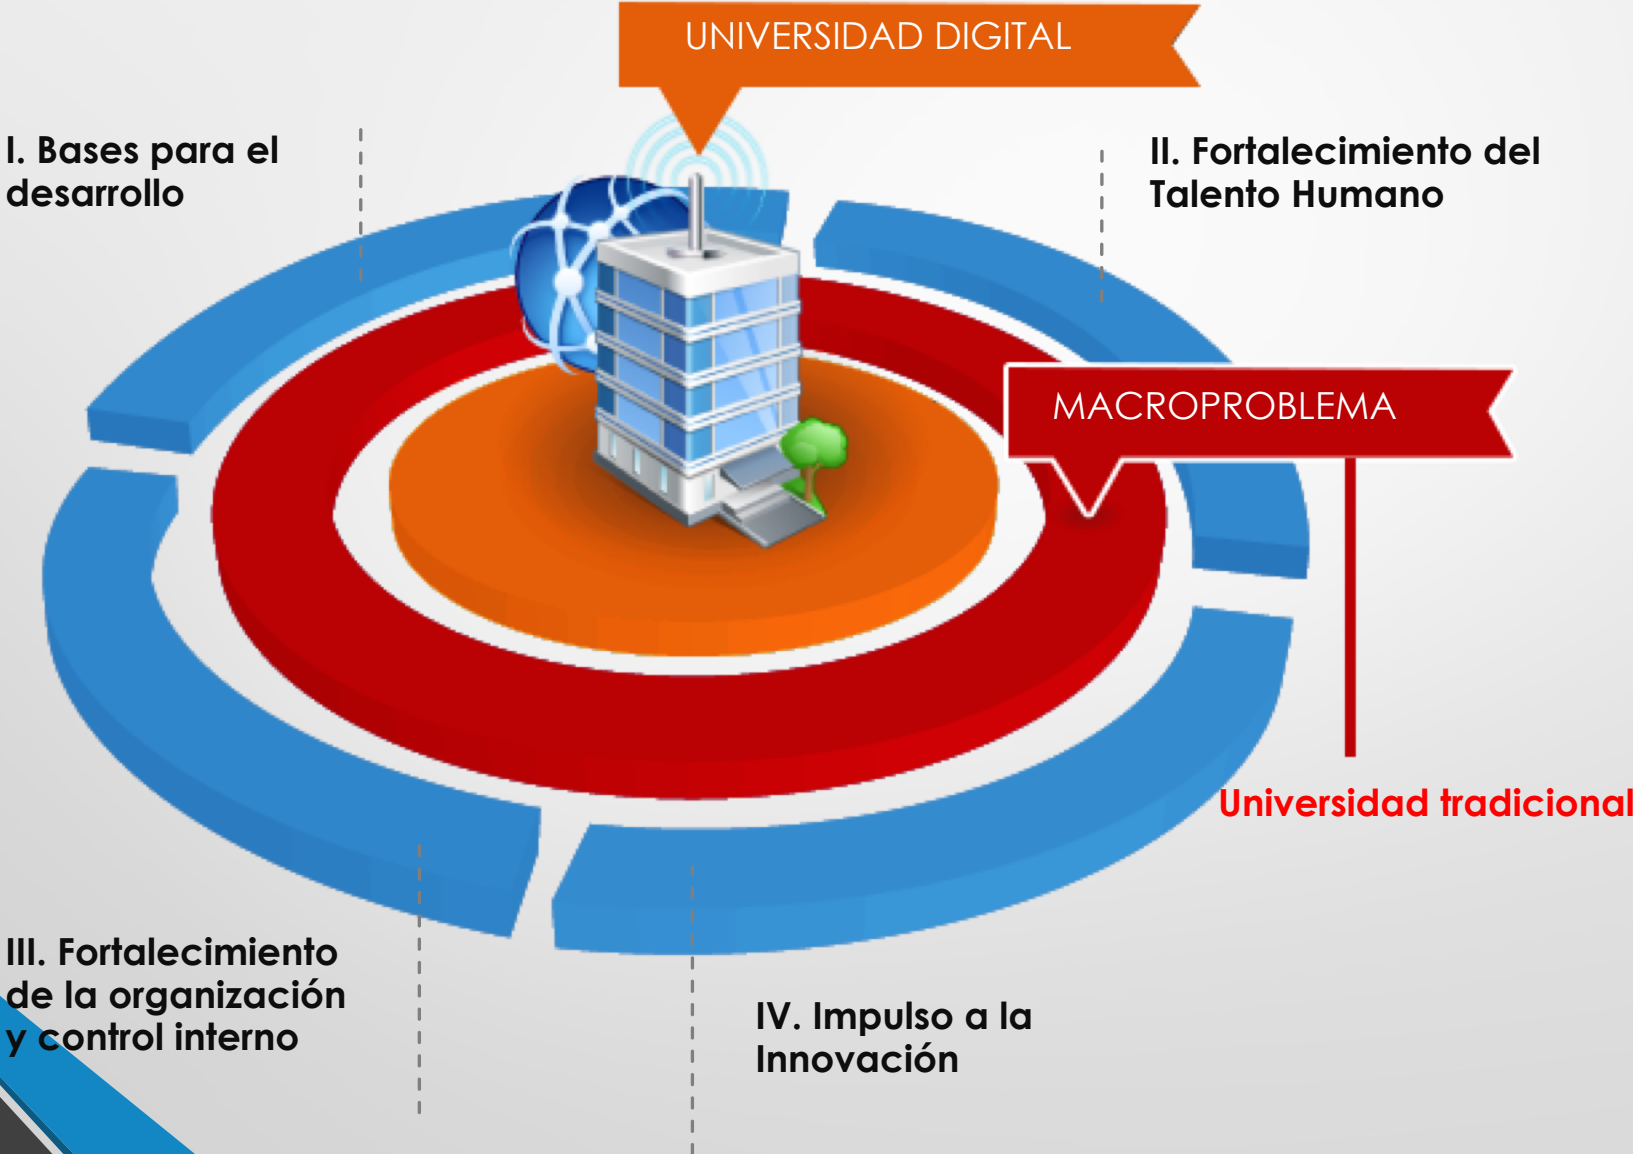 UNIVERSIDAD DIGITAL
I. Bases para el
desarrollo
II. Fortalecimiento del
Talento Humano
MACROPROBLEMA
Universidad tradicional
III. Fortalecimiento
de la organización
y control interno
IV. Impulso a la
Innovación